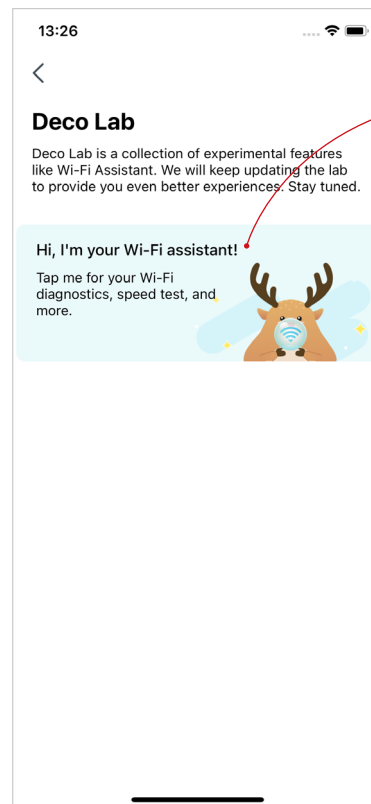 13:26
Deco Lab
Deco Lab is a collection of experimental features
like Wi-Fi Assistant. We will keep updating the lab
to provide you even better experiences. Stay tuned.
Hi, I'm your Wi-Fi assistant!
Tap me for your Wi-Fi
diagnostics, speed test, and
more.